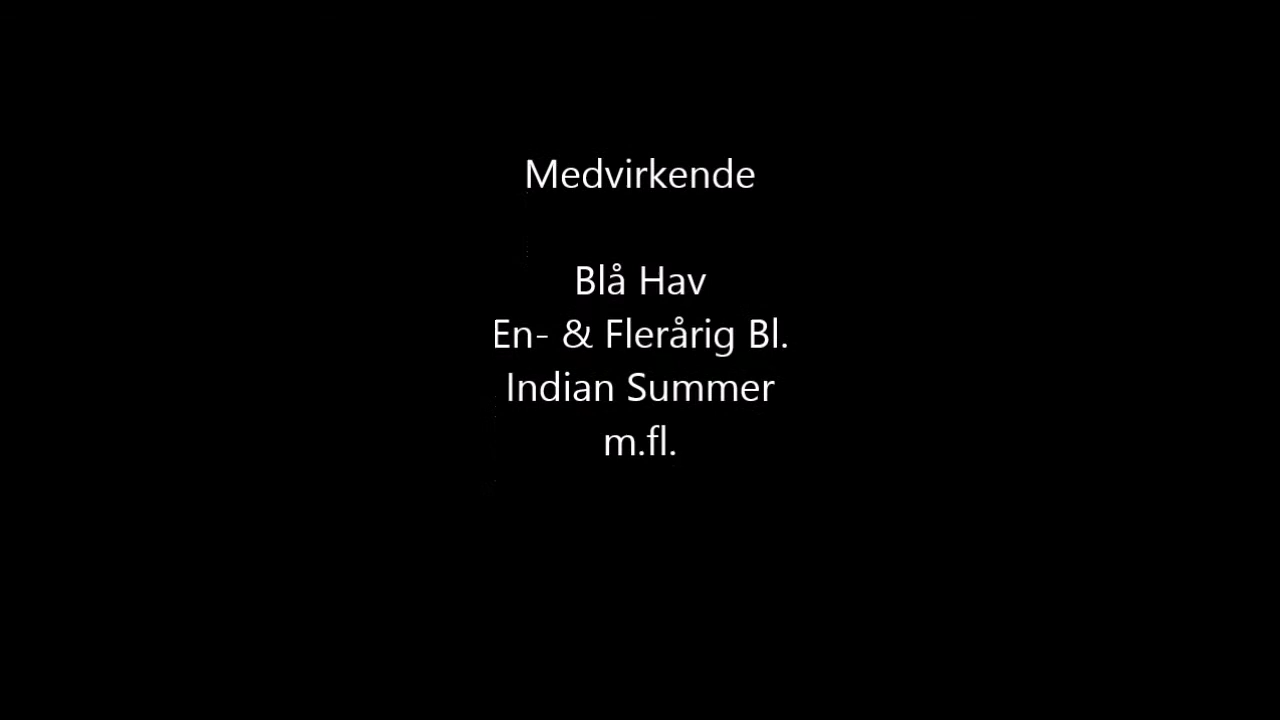 Medvirkende
Blå Hav
En- & Flerårig Bl.
Indian Summer
m.fl.